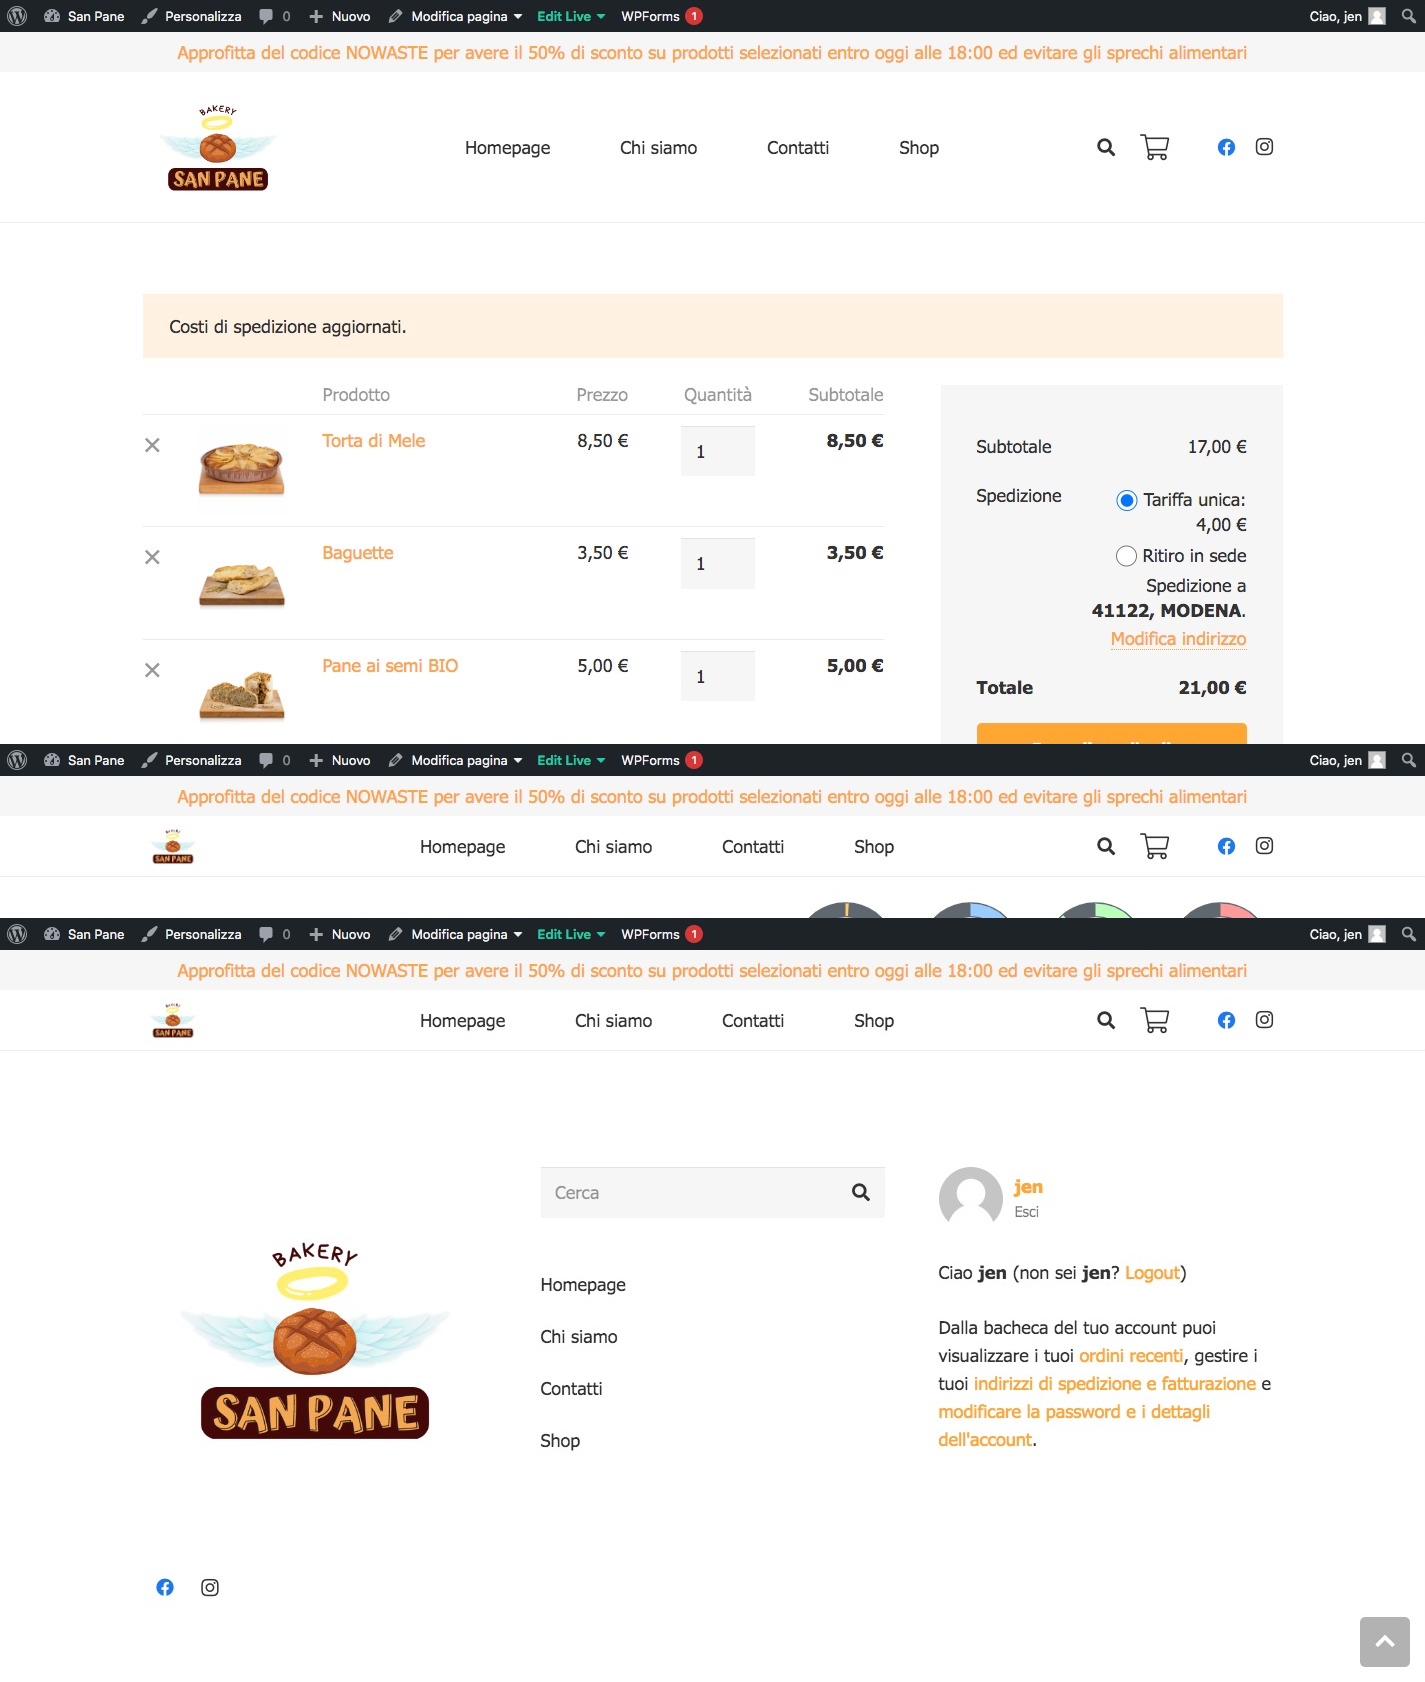 San Pane Personalizza 0 Nuovo Modifica pagina Edit Live WPForms 1 Ciao, jen
Approfitta del codice NOWASTE per avere il 50% di sconto su prodotti selezionati entro oggi alle 18:00 ed evitare gli sprechi alimentari
BAKERY
SAN PANE
Homepage Chi siamo Contatti Shop
Costi di spedizione aggiornati.
Prodotto Prezzo Quantità Subtotale
Torta di Mele 8,50 € 1 8,50 €
Baguette 3,50 € 1 3,50 €
Pane ai semi BIO 5,00 € 1 5,00 €
Subtotale 17,00 €
Spedizione Tariffa unica:
4,00 €
Ritiro in sede
Spedizione a
41122, MODENA.
Modifica indirizzo
Totale 21,00 €
San Pane Personalizza 0 Nuovo Modifica pagina Edit Live WPForms 1 Ciao, jen
Approfitta del codice NOWASTE per avere il 50% di sconto su prodotti selezionati entro oggi alle 18:00 ed evitare gli sprechi alimentari
BAKERY
SAN PANE
Homepage Chi siamo Contatti Shop
San Pane Personalizza 0 Nuovo Modifica pagina Edit Live WPForms 1 Ciao, jen
Approfitta del codice NOWASTE per avere il 50% di sconto su prodotti selezionati entro oggi alle 18:00 ed evitare gli sprechi alimentari
BAKERY
SAN PANE
Homepage Chi siamo Contatti Shop
BAKERY
SAN PANE
Cerca
Homepage
Chi siamo
Contatti
Shop
jen
Esci
Ciao jen (non sei jen? Logout)
Dalla bacheca del tuo account puoi
visualizzare i tuoi ordini recenti, gestire i
tuoi indirizzi di spedizione e fatturazione e
modificare la password e i dettagli
dell'account.